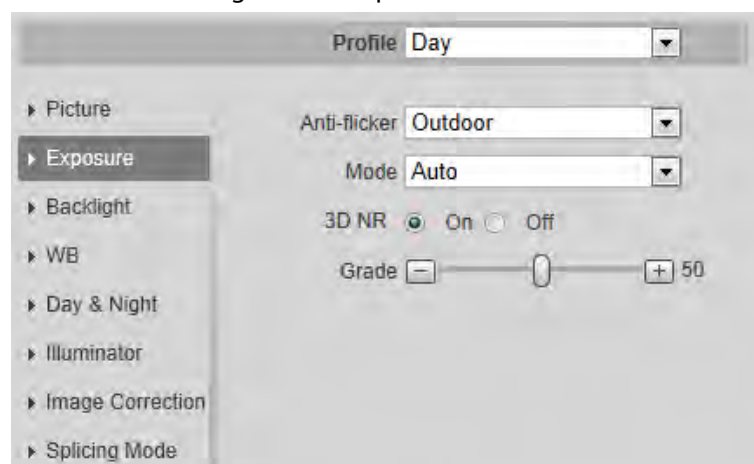 Profile Day
Picture
Anti-flicker Outdoor
Exposure
Mode Auto
Backlight
3D NR On Off
WB
Grade 50
Day & Night
Illuminator
Image Correction
Splicing Mode